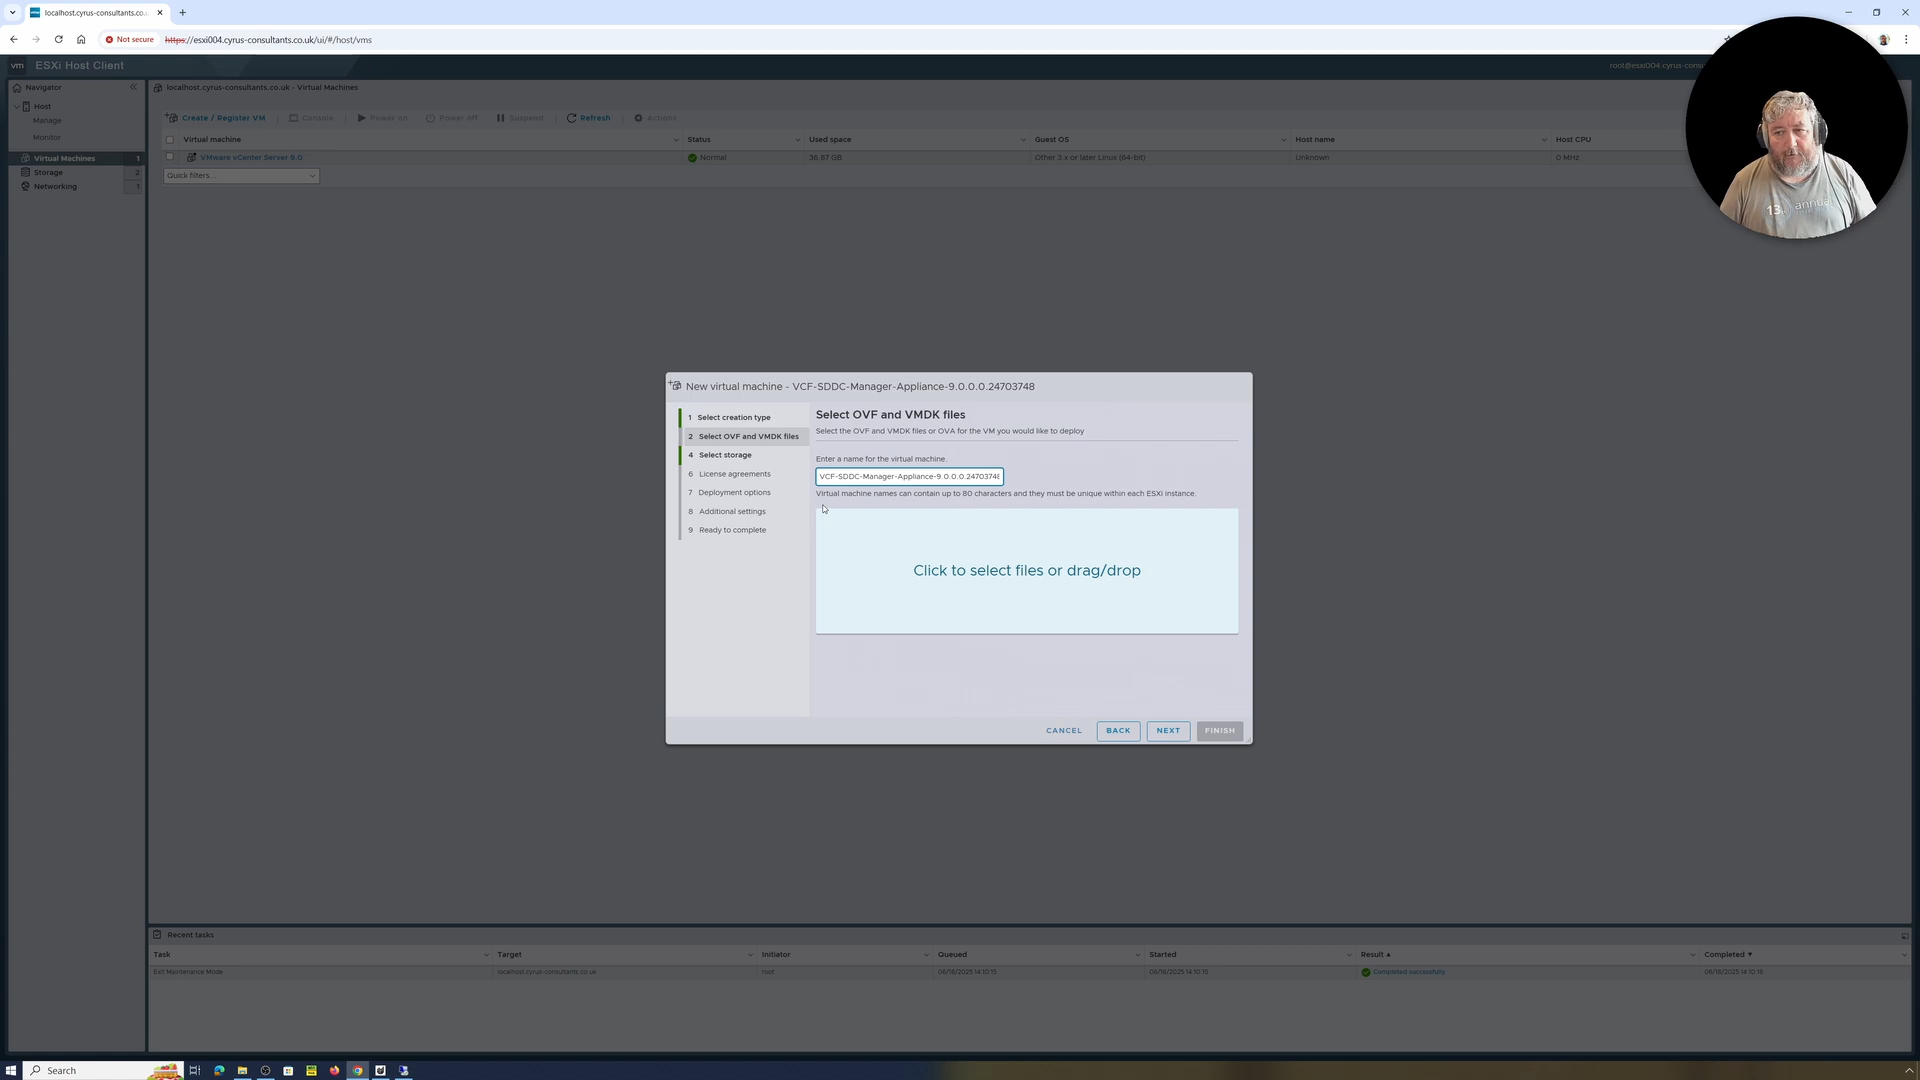 localhost.cyrus-consultants.co.u
Not secure https://esxi004.cyrus-consultants.co.uk/ui/#/host/vms
vm ESXi Host Client
root@esxi004.cyrus-consu
Navigator
localhost.cyrus-consultants.co.uk - Virtual Machines
Host
Manage
Monitor
Virtual Machines 1
Storage 2
Networking 1
Create / Register VM Console Power on Power off Suspend Refresh Actions
Virtual machine Status Used space Guest OS Host name Host CPU
VMware vCenter Server 9.0 Normal 36.87 GB Other 3.x or later Linux (64-bit) Unknown 0 MHz
Quick filters...
13 annual
New virtual machine - VCF-SDDC-Manager-Appliance-9.0.0.0.24703748
1 Select creation type
2 Select OVF and VMDK files
4 Select storage
6 License agreements
7 Deployment options
8 Additional settings
9 Ready to complete
Select OVF and VMDK files
Select the OVF and VMDK files or OVA for the VM you would like to deploy
Enter a name for the virtual machine.
VCF-SDDC-Manager-Appliance-9.0.0.0.24703748
Virtual machine names can contain up to 80 characters and they must be unique within each ESXi instance.
Click to select files or drag/drop
CANCEL BACK NEXT FINISH
Recent tasks
Task Target Initiator Queued Started Result Completed
Exit Maintenance Mode localhost.cyrus-consultants.co.uk root 06/18/2025 14:10:15 06/18/2025 14:10:15 Completed successfully 06/18/2025 14:10:18
Search